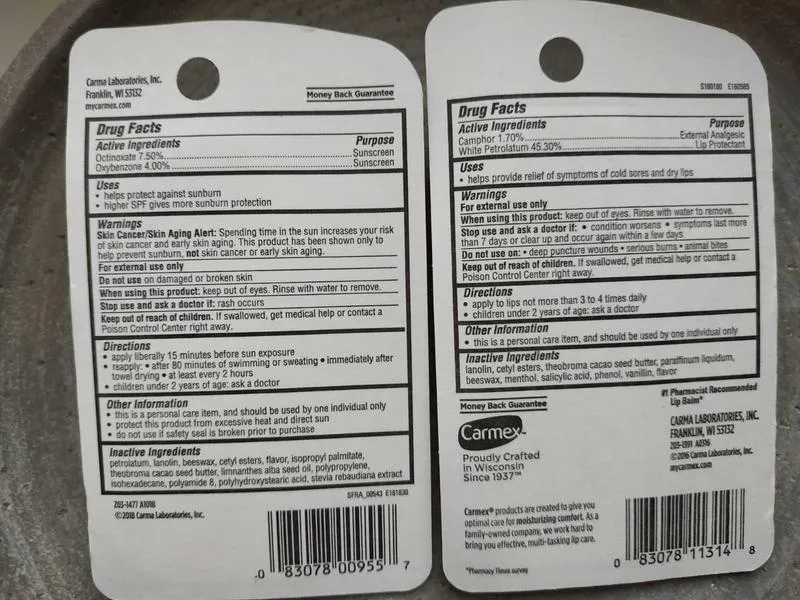 Carma Laboratories, Inc.
Franklin, WI 53132
mycarmex.com
Money Back Guarantee
Drug Facts
Active Ingredients Purpose
Octinoxate 7.50%.......Sunscreen
Oxybenzone 4.00%.......Sunscreen
Uses
• helps protect against sunburn
• higher SPF gives more sunburn protection
Warnings
Skin Cancer/Skin Aging Alert: Spending time in the sun increases your risk
of skin cancer and early skin aging. This product has been shown only to
help prevent sunburn, not skin cancer or early skin aging.
For external use only
Do not use on damaged or broken skin
When using this product: keep out of eyes. Rinse with water to remove.
Stop use and ask a doctor if: rash occurs
Keep out of reach of children. If swallowed, get medical help or contact a
Poison Control Center right away.
Directions
• apply liberally 15 minutes before sun exposure
• reapply: • after 80 minutes of swimming or sweating • immediately after
towel drying • at least every 2 hours
• children under 2 years of age: ask a doctor
Other Information
• this is a personal care item, and should be used by one individual only
• protect this product from excessive heat and direct sun
• do not use if safety seal is broken prior to purchase
Inactive Ingredients
petrolatum, lanolin, beeswax, cetyl esters, flavor, isopropyl palmitate,
theobroma cacao seed butter, limnanthes alba seed oil, polypropylene,
isohexadecane, polyamide 8, polyhydroxystearic acid, stevia rebaudiana extract
SFRA_00543 E161830
Z03-1477 A1018
©2018 Carma Laboratories, Inc.
0 83078 00955 7
S160180 E160585
Drug Facts
Active Ingredients Purpose
Camphor 1.70%.......External Analgesic
White Petrolatum 45.30%.......Lip Protectant
Uses
• helps provide relief of symptoms of cold sores and dry lips
Warnings
For external use only
When using this product: keep out of eyes. Rinse with water to remove.
Stop use and ask a doctor if: • condition worsens • symptoms last more
than 7 days or clear up and occur again within a few days
Do not use on: • deep puncture wounds • serious burns • animal bites
Keep out of reach of children. If swallowed, get medical help or contact a
Poison Control Center right away.
Directions
• apply to lips not more than 3 to 4 times daily
• children under 2 years of age: ask a doctor
Other Information
• this is a personal care item, and should be used by one individual only
Inactive Ingredients
lanolin, cetyl esters, theobroma cacao seed butter, paraffinum liquidum,
beeswax, menthol, salicylic acid, phenol, vanillin, flavor
Money Back Guarantee
Carmex
Proudly Crafted
in Wisconsin
Since 1937™
#1 Pharmacist Recommended
Lip Balm*
CARMA LABORATORIES, INC.
FRANKLIN, WI 53132
203-1391 A0316
©2016 Carma Laboratories, Inc.
mycarmex.com
Carmex® products are created to give you
optimal care for moisturizing comfort. As a
family-owned company, we work hard to
bring you effective, multi-tasking lip care.
*Pharmacy Times survey
0 83078 11314 8